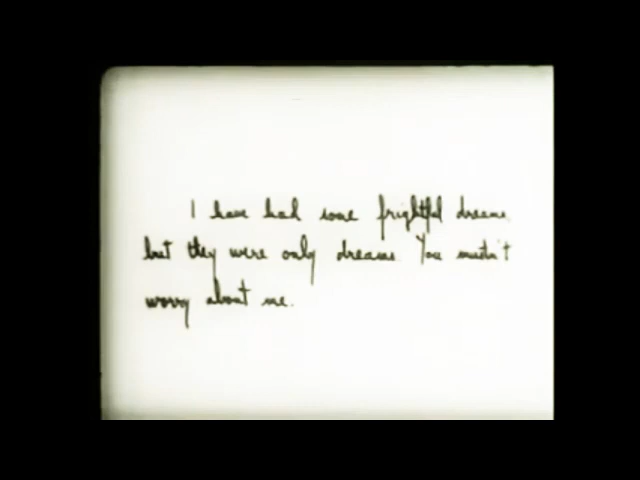 I have had some frightful dreams
but they were only dreams. You mustn't
worry about me.